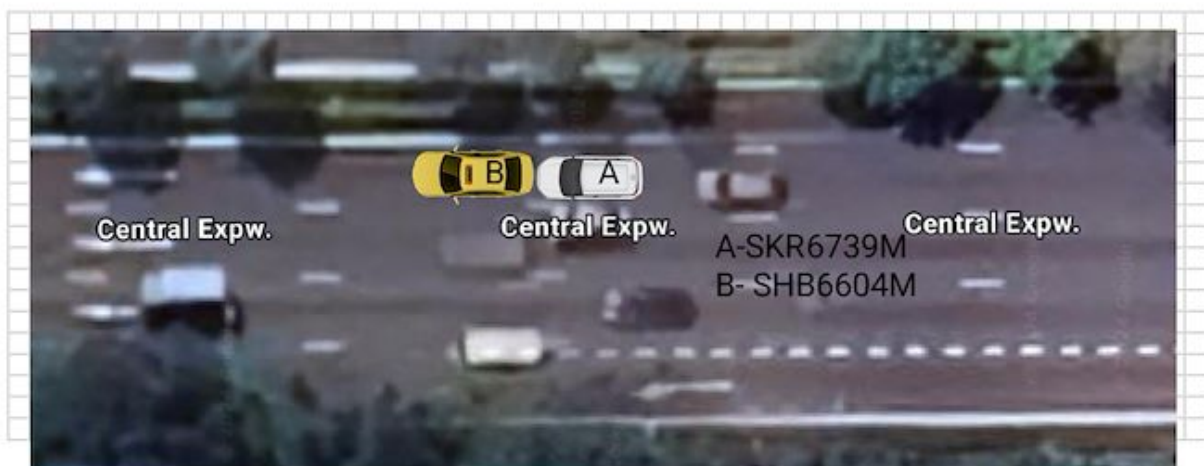 B
A
Central Expw.
Central Expw.
Central Expw.
A-SKR6739M
B- SHB6604M